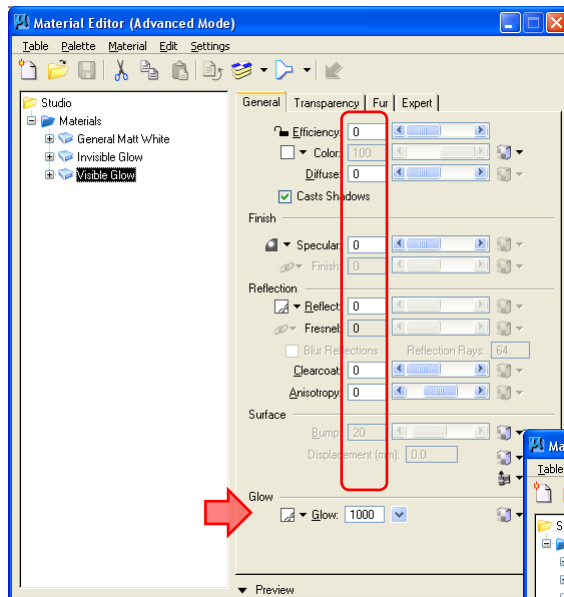 Material Editor (Advanced Mode)
Table Palette Material Edit Settings
Studio
Materials
General Matt White
Invisible Glow
Visible Glow
General Transparency Fur Expert
Efficiency: 0
Color: 100
Diffuse: 0
Casts Shadows
Finish
Specular: 0
Finish: 0
Reflection
Reflect: 0
Fresnel: 0
Blur Reflections Reflection Rays: 64
Clearcoat: 0
Anisotropy: 0
Surface
Bump: 20
Displacement (mm): 0.0
Glow
Glow: 1000
Preview
Ma
Table
S